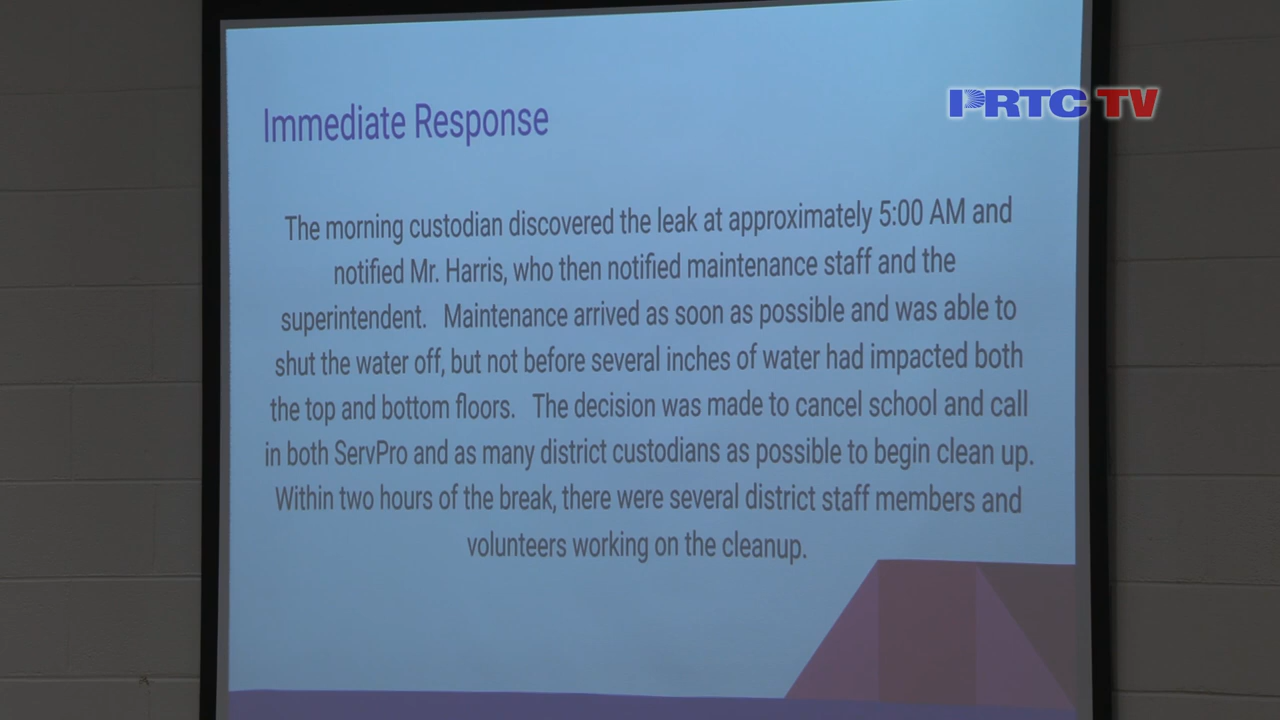 PRTC TV
Immediate Response
The morning custodian discovered the leak at approximately 5:00 AM and
notified Mr. Harris, who then notified maintenance staff and the
superintendent. Maintenance arrived as soon as possible and was able to
shut the water off, but not before several inches of water had impacted both
the top and bottom floors. The decision was made to cancel school and call
in both ServPro and as many district custodians as possible to begin clean up.
Within two hours of the break, there were several district staff members and
volunteers working on the cleanup.